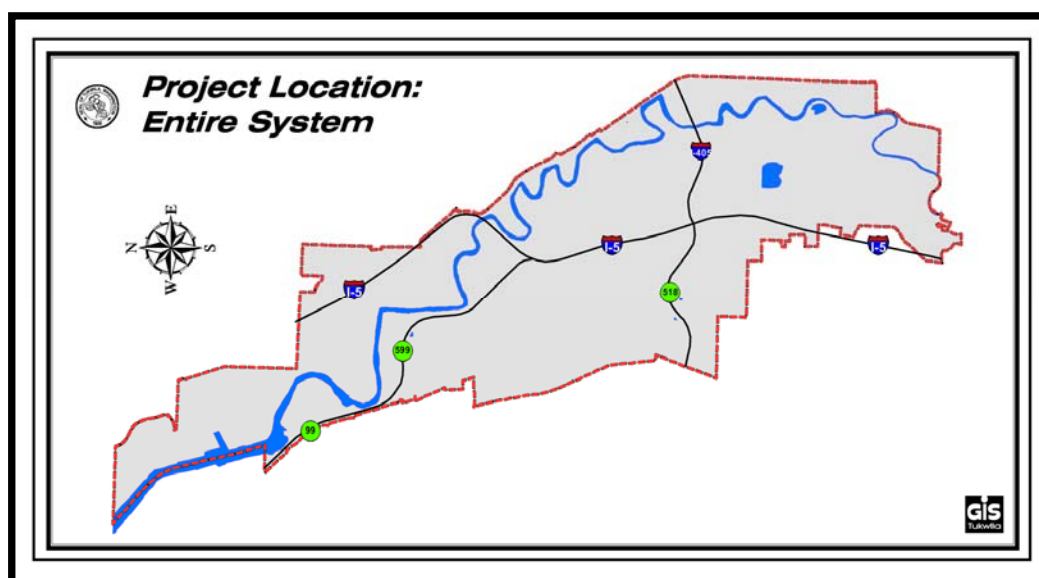 Project Location:
Entire System
I-405
E
N
S
W
I-5
I-5
I-5
518
599
99
GIS
Tukwila